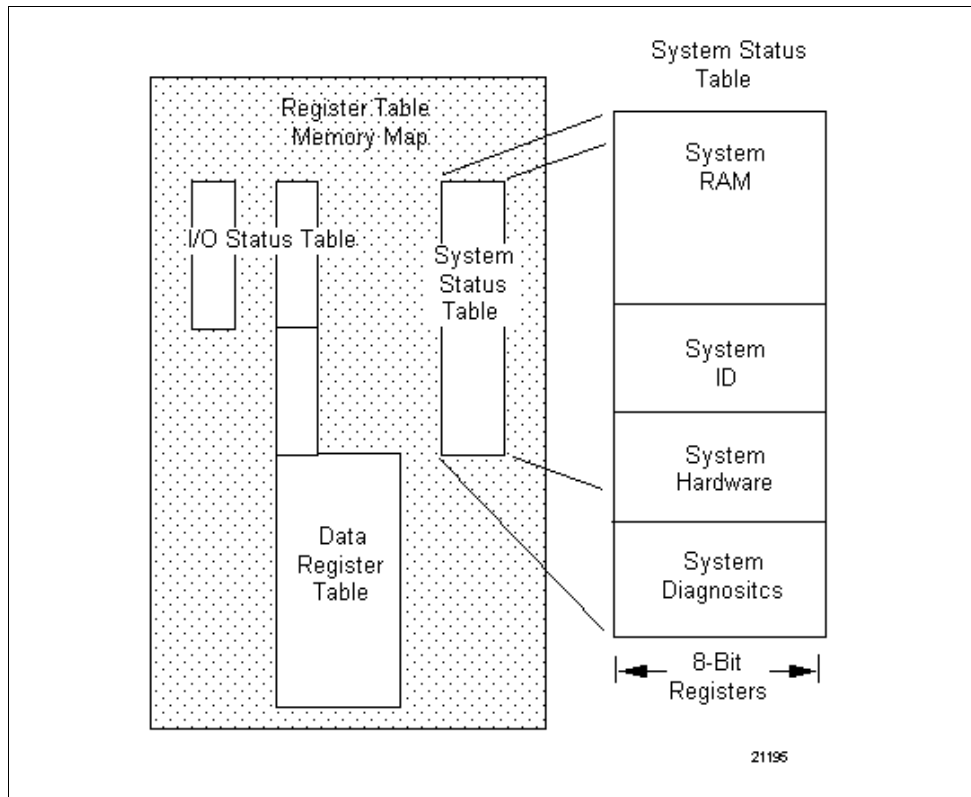 System Status
Table
Register Table
Memory Map
I/O Status Table
System
Status
Table
Data
Register
Table
System
RAM
System
ID
System
Hardware
System
Diagnositcs
8-Bit
Registers
21195